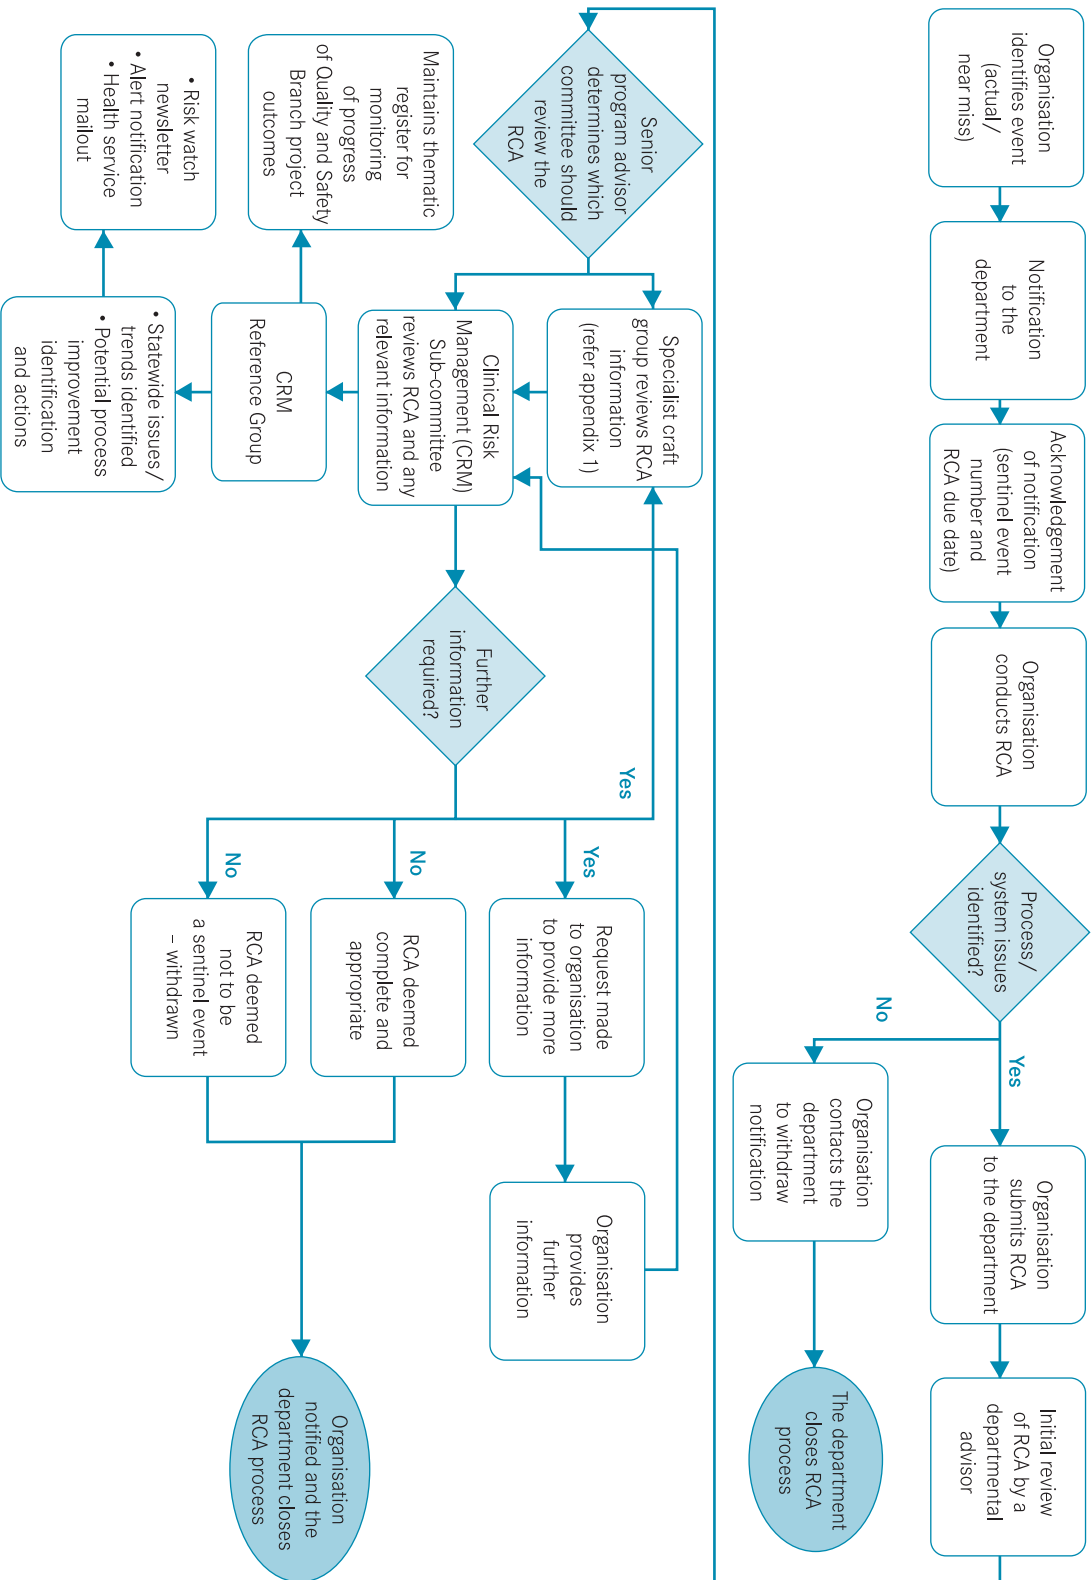 Organisation
identifies event
(actual/
near miss)
Notification
to the
department
Acknowledgement
of notification
(sentinel event
number and
RCA due date)
Organisation
conducts RCA
Process/
system issues
identified?
Yes
No
Organisation
submits RCA
to the department
Initial review
of RCA by a
departmental
advisor
Organisation
contacts the
department
to withdraw
notification
The department
closes RCA
process
Senior
program advisor
determines which
committee should
review the
RCA
Specialist craft
group reviews RCA
information
(refer appendix 1)
Clinical Risk
Management (CRM)
Sub-committee
reviews RCA and any
relevant information
Further
information
required?
Yes
Yes
No
No
Request made
to organisation
to provide more
information
Organisation
provides
further
information
RCA deemed
complete and
appropriate
RCA deemed
not to be
a sentinel event
– withdrawn
Organisation
notified and the
department closes
RCA process
Maintains thematic
register for
monitoring
of progress
of Quality and Safety
Branch project
outcomes
CRM
Reference Group
• Risk watch
newsletter
• Alert notification
• Health service
mailout
• Statewide issues/
trends identified
• Potential process
improvement
identification
and actions